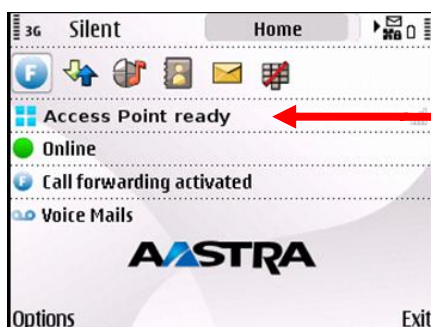 3G Silent Home
Access Point ready
Online
F Call forwarding activated
Voice Mails
AASTRA
Options Exit